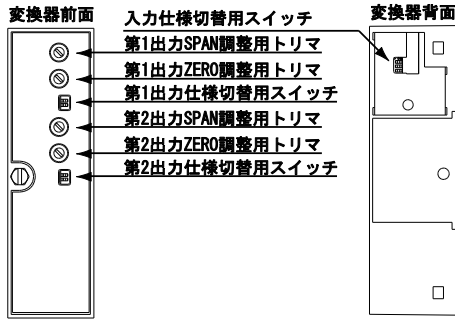 変換器前面
入力仕様切替用スイッチ
変換器背面
第1出力SPAN調整用トリマ
第1出力ZERO調整用トリマ
第1出力仕様切替用スイッチ
第2出力SPAN調整用トリマ
第2出力ZERO調整用トリマ
第2出力仕様切替用スイッチ